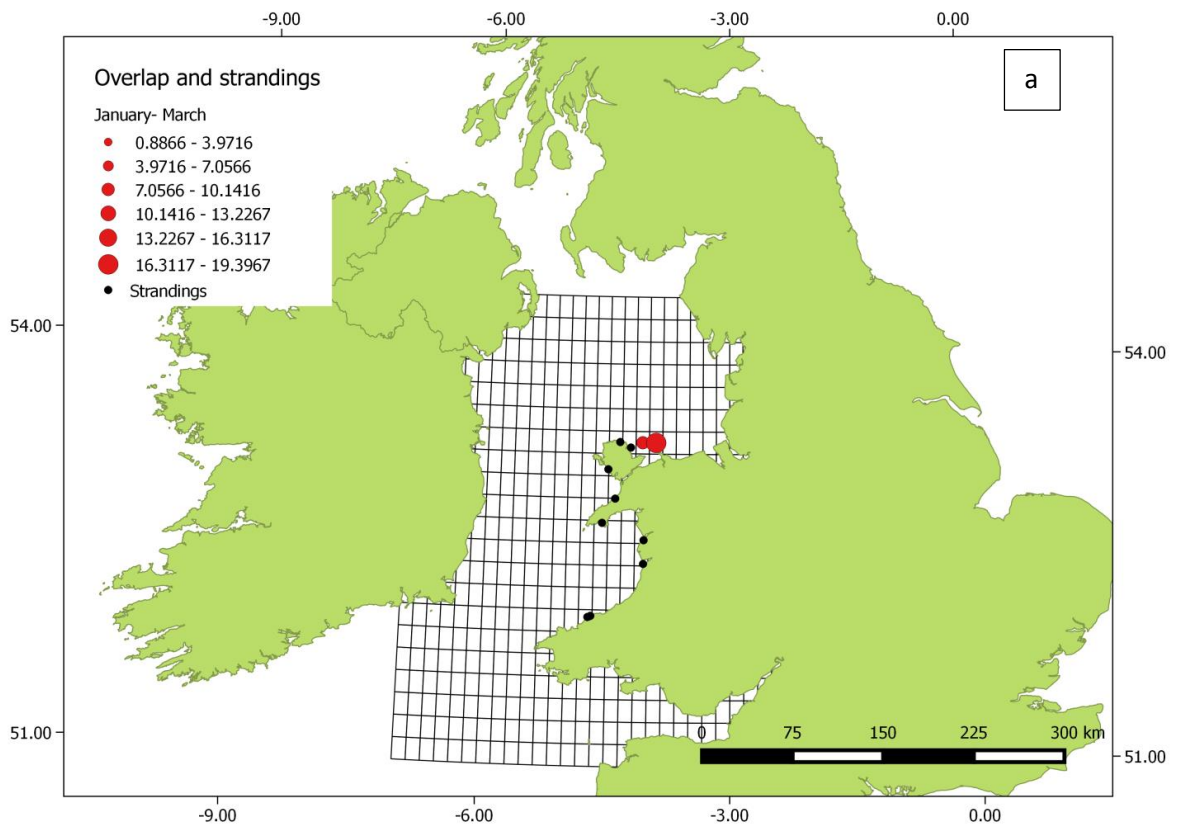 -9.00 -6.00 -3.00 0.00
a
Overlap and strandings
January- March
0.8866 - 3.9716
3.9716 - 7.0566
7.0566 - 10.1416
10.1416 - 13.2267
13.2267 - 16.3117
16.3117 - 19.3967
Strandings
54.00
54.00
51.00
51.00
0 75 150 225 300 km
-9.00 -6.00 -3.00 0.00